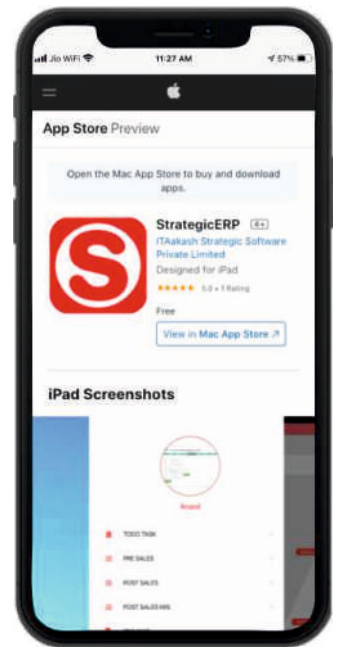 Jio WiFi 11:27 AM 57%
App Store Preview
Open the Mac App Store to buy and download
apps.
S
StrategicERP 4+
ITAakash Strategic Software
Private Limited
Designed for iPad
★★★★★ 5.0 • 1 Rating
Free
View in Mac App Store ↗
iPad Screenshots
Anand
TODO TASK
PRE SALES
POST SALES
POST SALES MIS